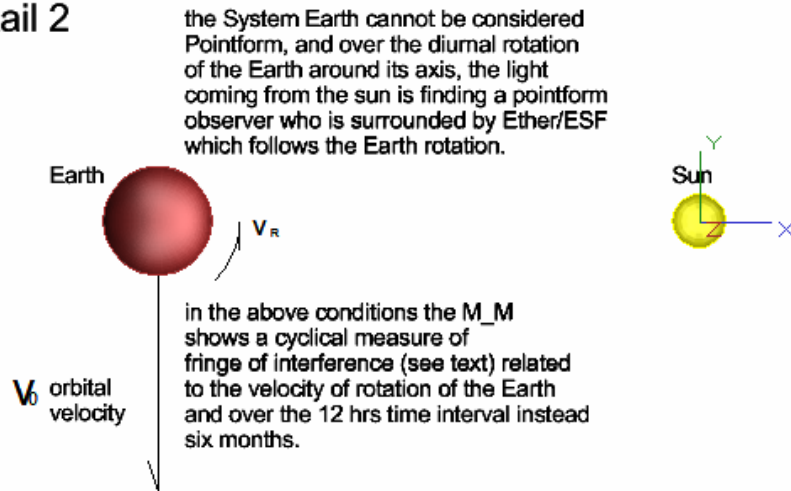 ail 2
the System Earth cannot be considered
Pointform, and over the diurnal rotation
of the Earth around its axis, the light
coming from the sun is finding a pointform
observer who is surrounded by Ether/ESF
which follows the Earth rotation.
Earth
Sun
Y
X
Z
V R
in the above conditions the M_M
shows a cyclical measure of
fringe of interference (see text) related
to the velocity of rotation of the Earth
and over the 12 hrs time interval instead
six months.
V0 orbital
velocity